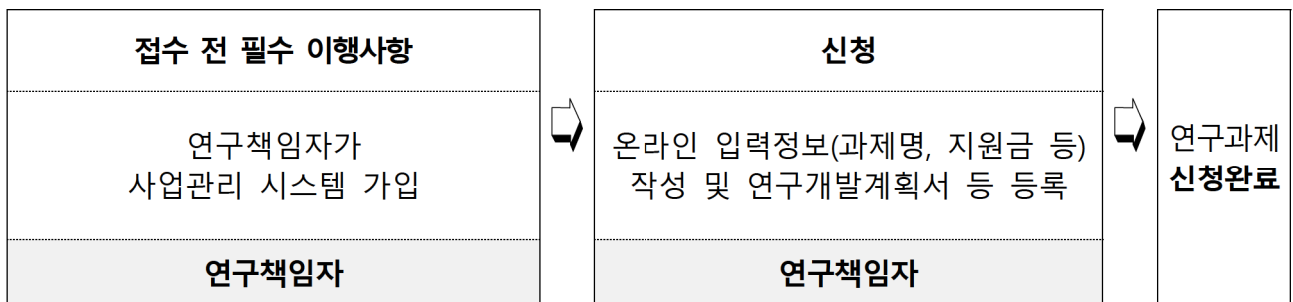 접수 전 필수 이행사항
연구책임자가
사업관리 시스템 가입
연구책임자
신청
온라인 입력정보(과제명, 지원금 등)
작성 및 연구개발계획서 등 등록
연구책임자
연구과제
신청완료